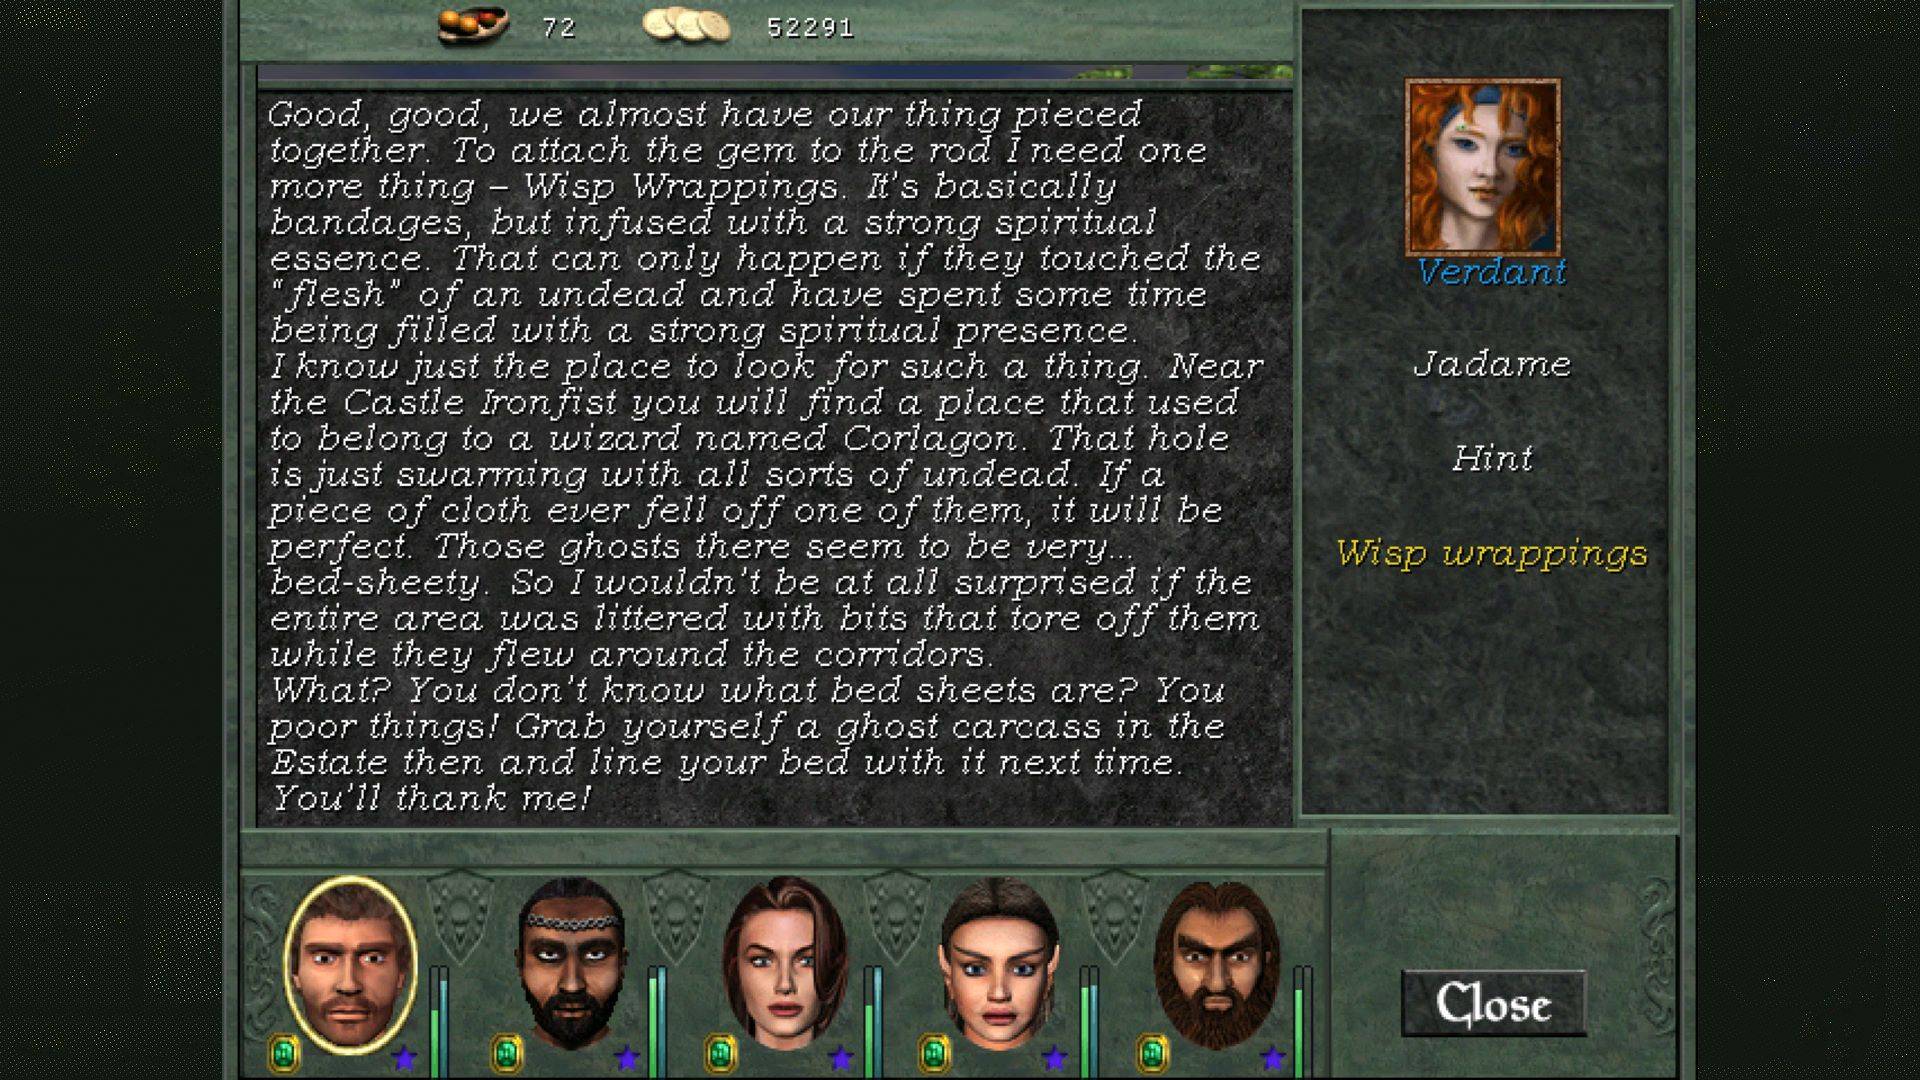 72
52291
Good, good, we almost have our thing pieced
together. To attach the gem to the rod I need one
more thing – Wisp Wrappings. It's basically
bandages, but infused with a strong spiritual
essence. That can only happen if they touched the
"flesh" of an undead and have spent some time
being filled with a strong spiritual presence.
I know just the place to look for such a thing. Near
the Castle Ironfist you will find a place that used
to belong to a wizard named Corlagon. That hole
is just swarming with all sorts of undead. If a
piece of cloth ever fell off one of them, it will be
perfect. Those ghosts there seem to be very...
bed-sheety. So I wouldn't be at all surprised if the
entire area was littered with bits that tore off them
while they flew around the corridors.
What? You don't know what bed sheets are? You
poor things! Grab yourself a ghost carcass in the
Estate then and line your bed with it next time.
You'll thank me!
Verdant
Jadame
Hint
Wisp wrappings
Close